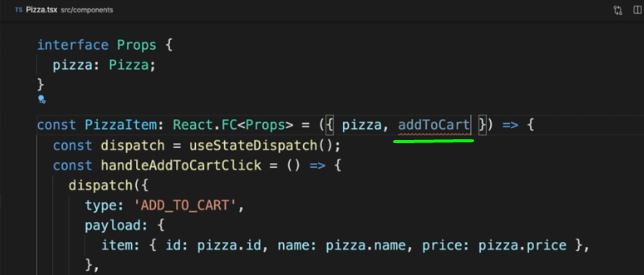 TS Pizza.tsx src/components
interface Props {
  pizza: Pizza;
}
const PizzaItem: React.FC<Props> = ({ pizza, addToCart }) => {
  const dispatch = useStateDispatch();
  const handleAddToCartClick = () => {
    dispatch({
      type: 'ADD_TO_CART',
      payload: {
        item: { id: pizza.id, name: pizza.name, price: pizza.price },
      },